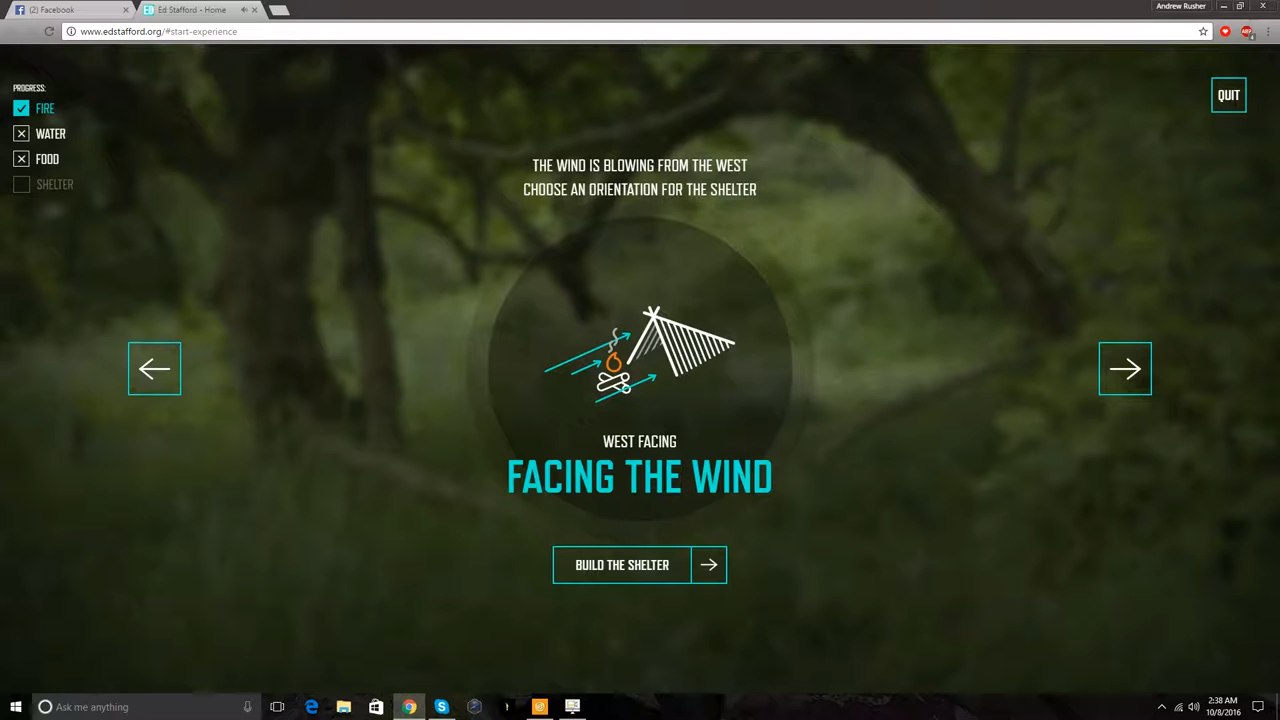 (2) Facebook
Ed Stafford - Home
Andrew Rusher
www.edstafford.org/#start-experience
ABP
PROGRESS:
FIRE
WATER
FOOD
SHELTER
QUIT
THE WIND IS BLOWING FROM THE WEST
CHOOSE AN ORIENTATION FOR THE SHELTER
WEST FACING
FACING THE WIND
BUILD THE SHELTER
Ask me anything
2:38 AM
10/8/2016